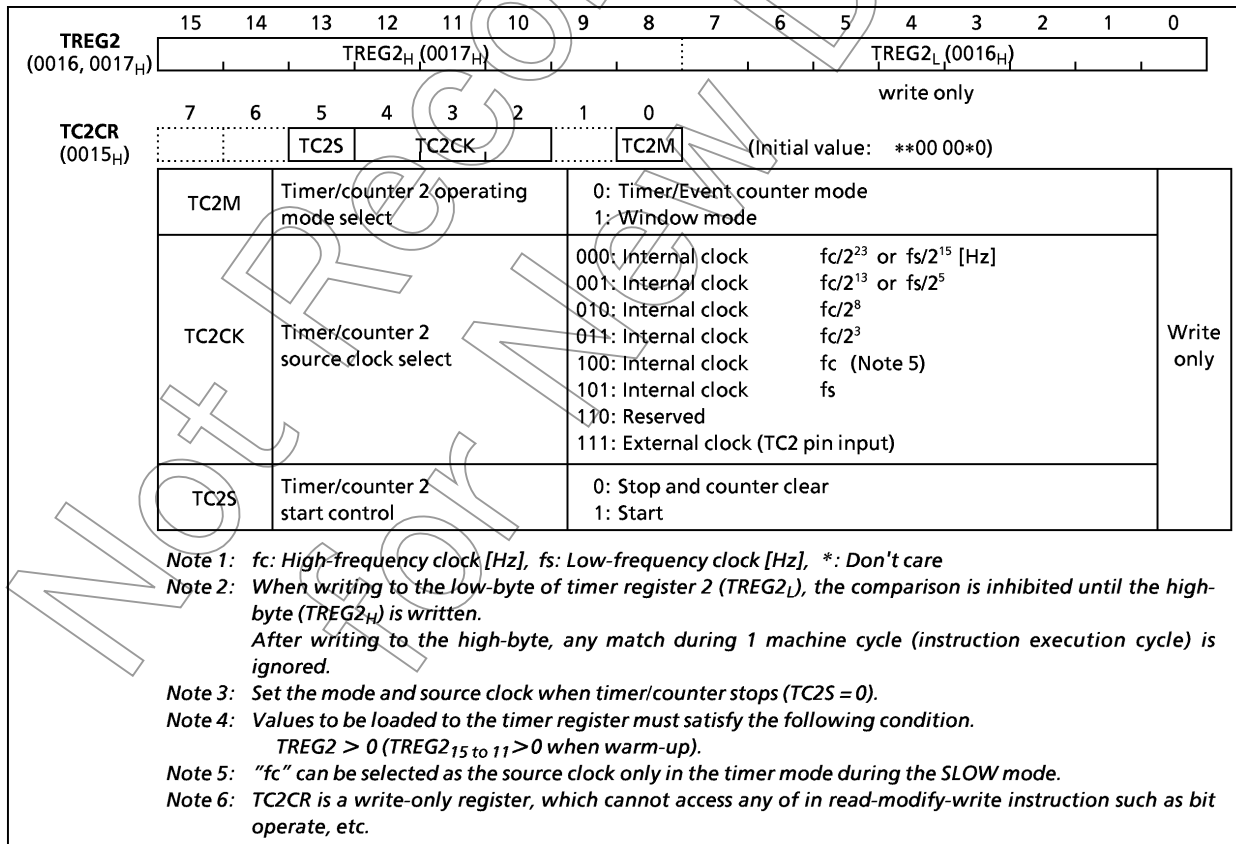 15 14 13 12 11 10 9 8 7 6 5 4 3 2 1 0
TREG2
(0016, 0017H)
TREG2H (0017H) TREG2L (0016H)
write only
7 6 5 4 3 2 1 0
TC2CR
(0015H)
TC2S TC2CK TC2M (Initial value: **00 00*0)
TC2M
Timer/counter 2 operating
mode select
0: Timer/Event counter mode
1: Window mode
TC2CK
Timer/counter 2
source clock select
000: Internal clock fc/2²³ or fs/2¹⁵ [Hz]
001: Internal clock fc/2¹³ or fs/2⁵
010: Internal clock fc/2⁸
011: Internal clock fc/2³
100: Internal clock fc (Note 5)
101: Internal clock fs
110: Reserved
111: External clock (TC2 pin input)
Write
only
TC2S
Timer/counter 2
start control
0: Stop and counter clear
1: Start
Note 1: fc: High-frequency clock [Hz], fs: Low-frequency clock [Hz], *: Don't care
Note 2: When writing to the low-byte of timer register 2 (TREG2L), the comparison is inhibited until the high-
byte (TREG2H) is written.
After writing to the high-byte, any match during 1 machine cycle (instruction execution cycle) is
ignored.
Note 3: Set the mode and source clock when timer/counter stops (TC2S = 0).
Note 4: Values to be loaded to the timer register must satisfy the following condition.
TREG2 > 0 (TREG215 to 11 > 0 when warm-up).
Note 5: "fc" can be selected as the source clock only in the timer mode during the SLOW mode.
Note 6: TC2CR is a write-only register, which cannot access any of in read-modify-write instruction such as bit
operate, etc.
Not Recom
for New D